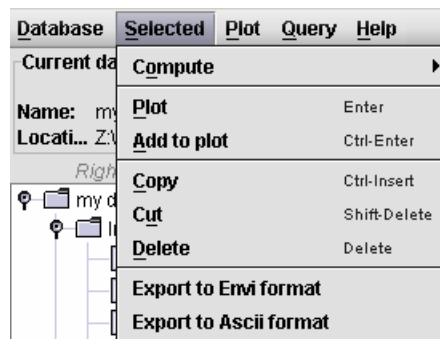 Database Selected Plot Query Help
Current da
Compute
Name: my
Plot Enter
Locati... Z:\
Add to plot Ctrl-Enter
Righ
Copy Ctrl-Insert
my d
Cut Shift-Delete
Delete Delete
Export to Envi format
Export to Ascii format